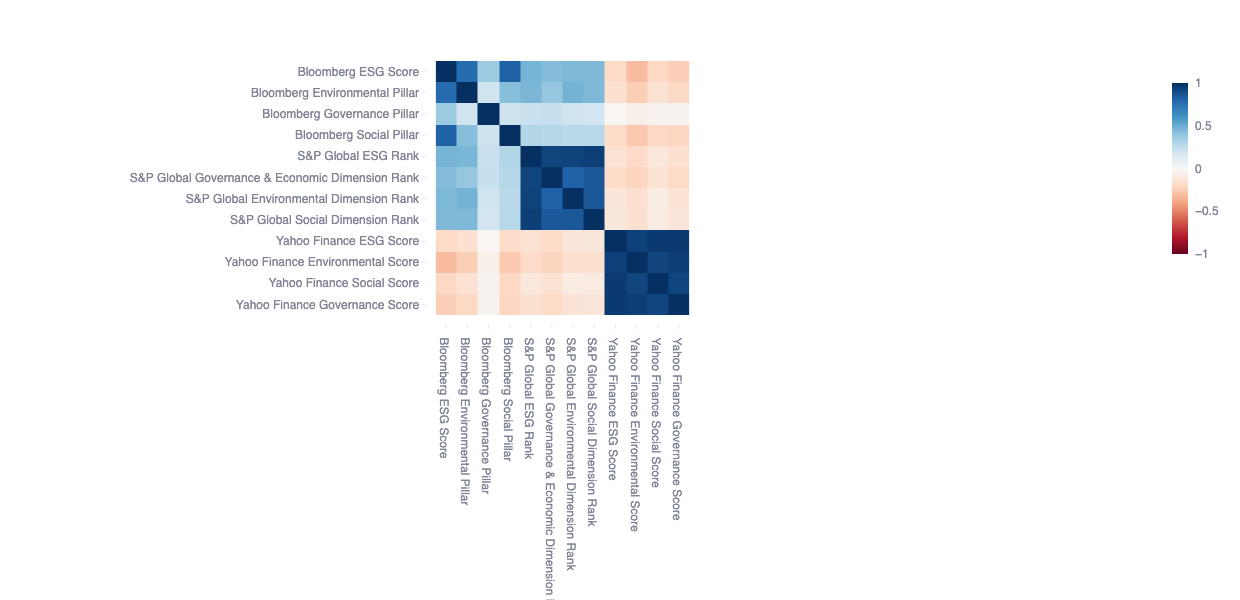 Bloomberg ESG Score
Bloomberg Environmental Pillar
Bloomberg Governance Pillar
Bloomberg Social Pillar
S&P Global ESG Rank
S&P Global Governance & Economic Dimension Rank
S&P Global Environmental Dimension Rank
S&P Global Social Dimension Rank
Yahoo Finance ESG Score
Yahoo Finance Environmental Score
Yahoo Finance Social Score
Yahoo Finance Governance Score
Bloomberg ESG Score
Bloomberg Environmental Pillar
Bloomberg Governance Pillar
Bloomberg Social Pillar
S&P Global ESG Rank
S&P Global Governance & Economic Dimension
S&P Global Environmental Dimension Rank
S&P Global Social Dimension Rank
Yahoo Finance ESG Score
Yahoo Finance Environmental Score
Yahoo Finance Social Score
Yahoo Finance Governance Score
1
0.5
0
−0.5
−1